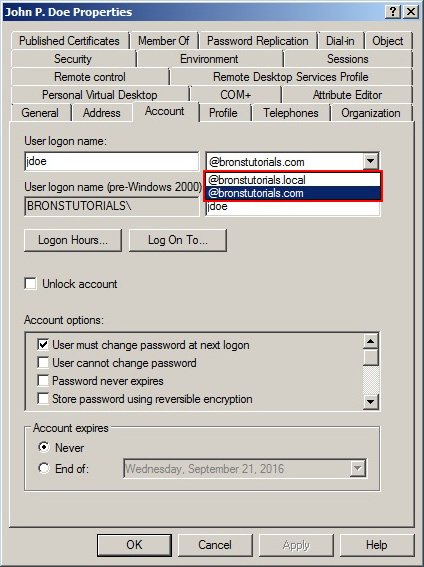 John P. Doe Properties
Published Certificates Member Of Password Replication Dial-in Object
Security Environment Sessions
Remote control Remote Desktop Services Profile
Personal Virtual Desktop COM+ Attribute Editor
General Address Account Profile Telephones Organization
User logon name:
jdoe @bronstutorials.com
@bronstutorials.local
User logon name (pre-Windows 2000) @bronstutorials.com
BRONSTUTORIALS\ jdoe
Logon Hours... Log On To...
Unlock account
Account options:
User must change password at next logon
User cannot change password
Password never expires
Store password using reversible encryption
Account expires
Never
End of: Wednesday, September 21, 2016
OK Cancel Apply Help